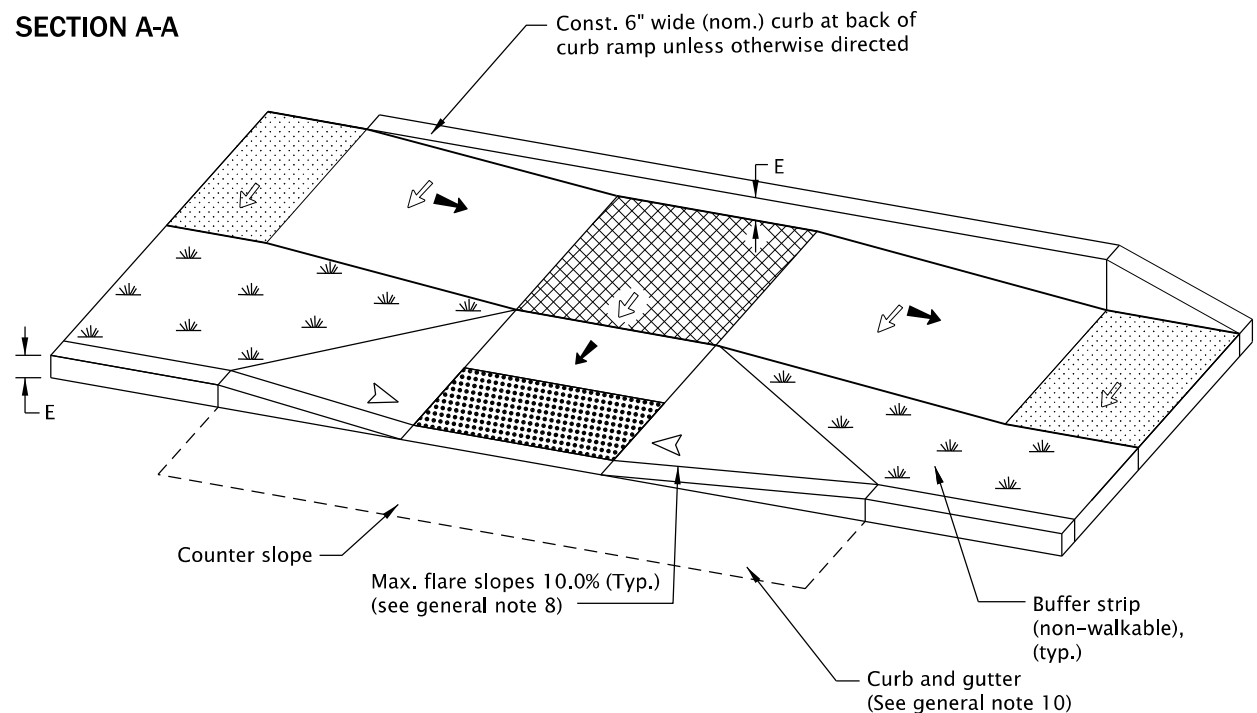 SECTION A-A
Const. 6" wide (nom.) curb at back of
curb ramp unless otherwise directed
E
E
Counter slope
Max. flare slopes 10.0% (Typ.)
(see general note 8)
Buffer strip
(non-walkable),
(typ.)
Curb and gutter
(See general note 10)